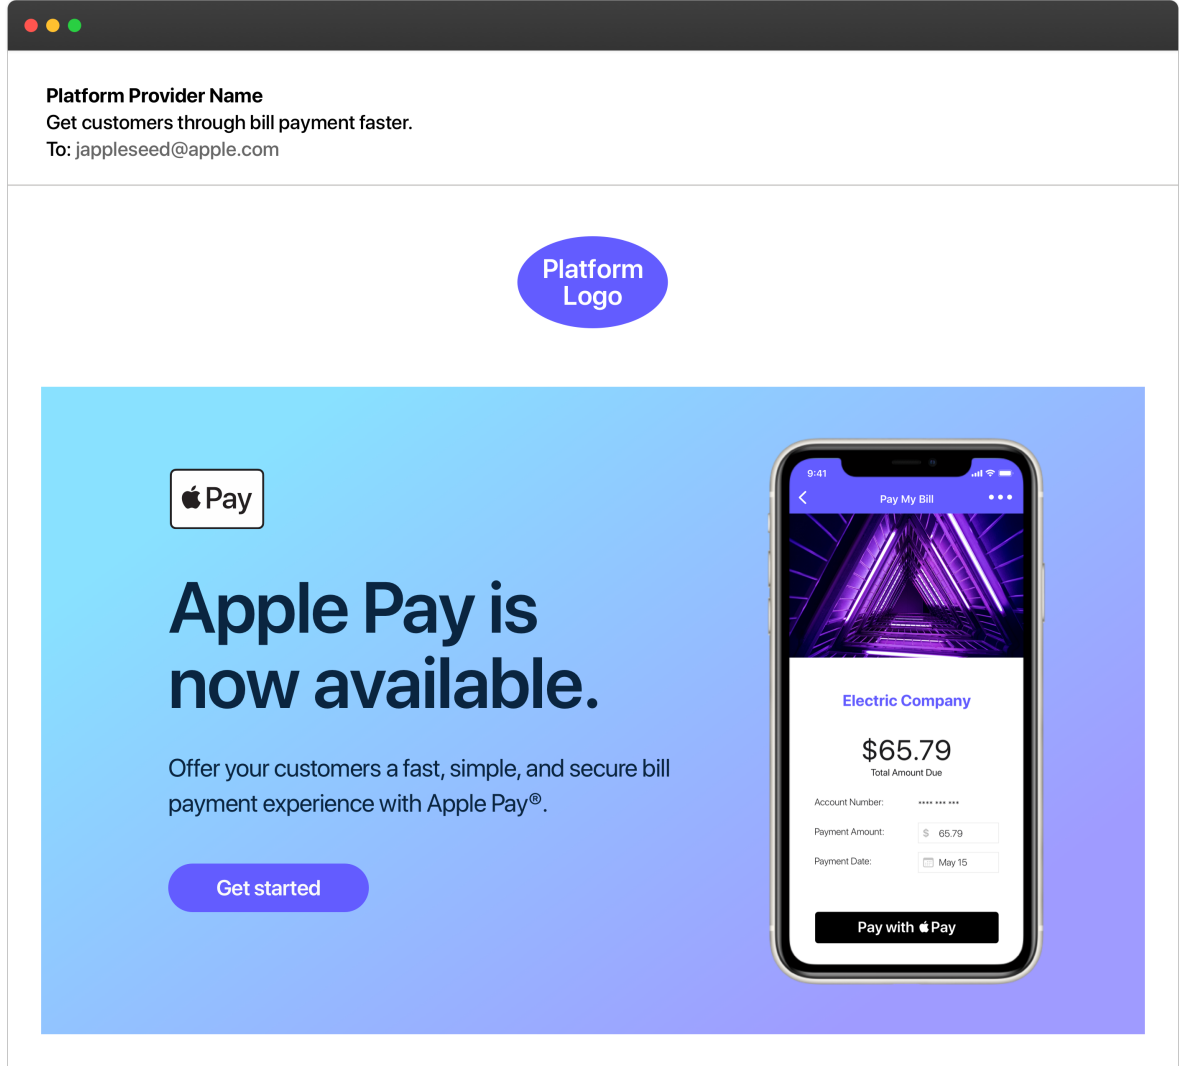 Platform Provider Name
Get customers through bill payment faster.
To: jappleseed@apple.com
Platform
Logo
Pay
Apple Pay is
now available.
Offer your customers a fast, simple, and secure bill
payment experience with Apple Pay®.
Get started
9:41
Pay My Bill
Electric Company
$65.79
Total Amount Due
Account Number: •••• ••• •••
Payment Amount: $ 65.79
Payment Date: May 15
Pay with Pay